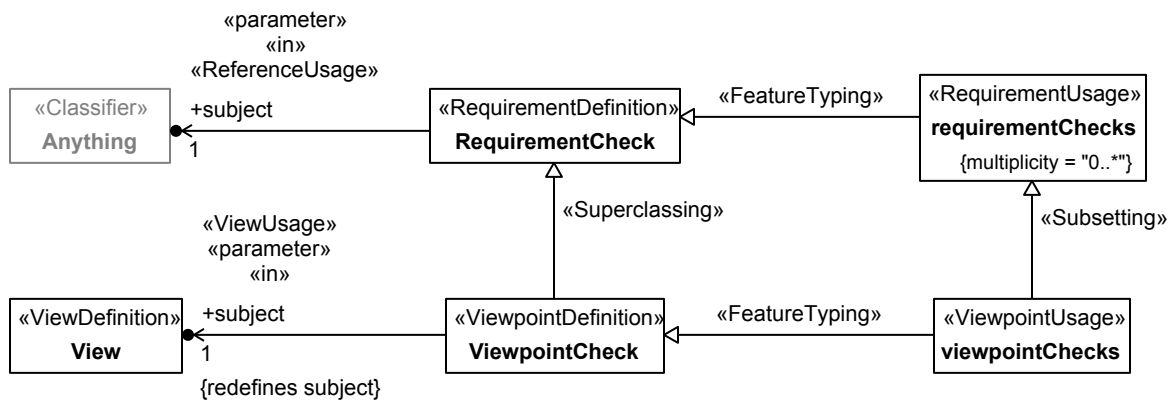 «parameter»
«in»
«ReferenceUsage»
+subject
1
«Classifier»
Anything
«RequirementDefinition»
RequirementCheck
«FeatureTyping»
«RequirementUsage»
requirementChecks
{multiplicity = "0..*"}
«Superclassing»
«Subsetting»
«ViewUsage»
«parameter»
«in»
+subject
1
{redefines subject}
«ViewDefinition»
View
«ViewpointDefinition»
ViewpointCheck
«FeatureTyping»
«ViewpointUsage»
viewpointChecks